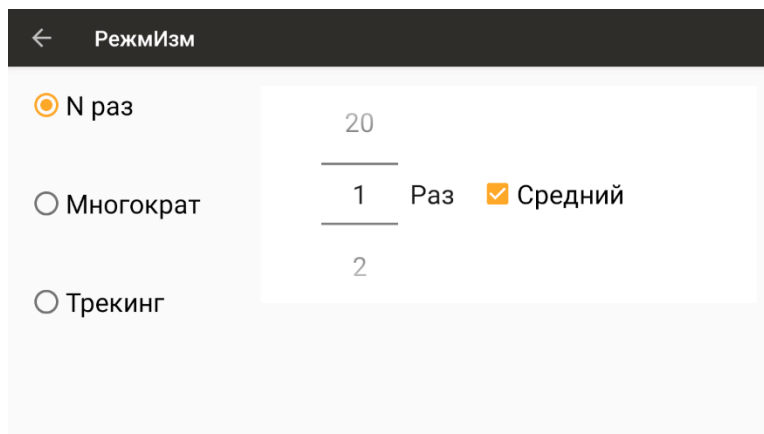 РежмИзм
N раз
20
1 Раз Средний
Многократ
2
Трекинг